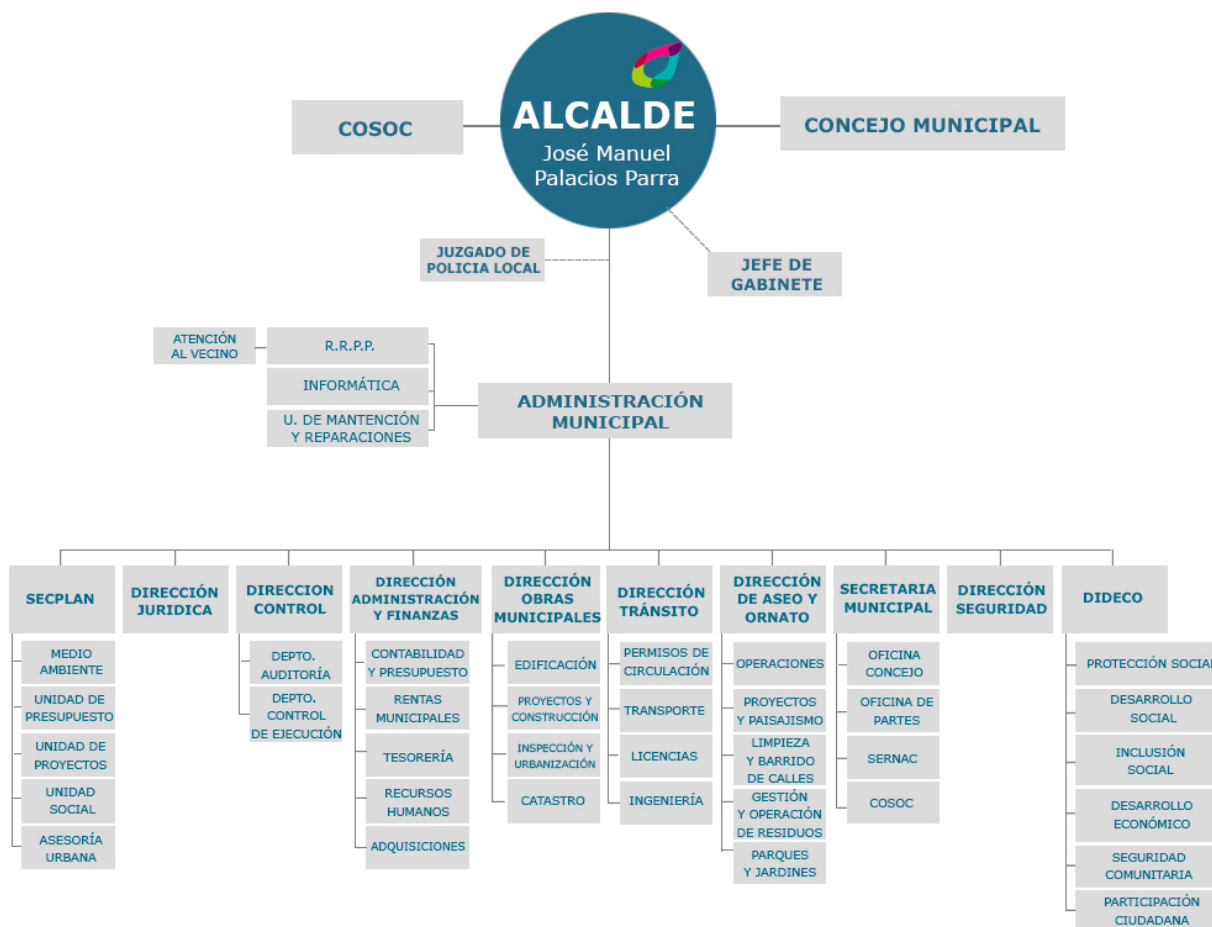 ALCALDE
José Manuel
Palacios Parra
COSOC
CONCEJO MUNICIPAL
JUZGADO DE
POLICIA LOCAL
JEFE DE
GABINETE
ATENCIÓN
AL VECINO
R.R.P.P.
INFORMÁTICA
U. DE MANTENCIÓN
Y REPARACIONES
ADMINISTRACIÓN
MUNICIPAL
SECPLAN
MEDIO
AMBIENTE
UNIDAD DE
PRESUPUESTO
UNIDAD DE
PROYECTOS
UNIDAD
SOCIAL
ASESORÍA
URBANA
DIRECCIÓN
JURIDICA
DIRECCION
CONTROL
DEPTO.
AUDITORÍA
DEPTO.
CONTROL
DE EJECUCIÓN
DIRECCIÓN
ADMINISTRACIÓN
Y FINANZAS
CONTABILIDAD
Y PRESUPUESTO
RENTAS
MUNICIPALES
TESORERÍA
RECURSOS
HUMANOS
ADQUISICIONES
DIRECCIÓN
OBRAS
MUNICIPALES
EDIFICACIÓN
PROYECTOS Y
CONSTRUCCIÓN
INSPECCIÓN Y
URBANIZACIÓN
CATASTRO
DIRECCIÓN
TRÁNSITO
PERMISOS DE
CIRCULACIÓN
TRANSPORTE
LICENCIAS
INGENIERÍA
DIRECCIÓN
DE ASEO Y
ORNATO
OPERACIONES
PROYECTOS
Y PAISAJISMO
LIMPIEZA
Y BARRIDO
DE CALLES
GESTIÓN
Y OPERACIÓN
DE RESIDUOS
PARQUES
Y JARDINES
SECRETARIA
MUNICIPAL
OFICINA
CONCEJO
OFICINA DE
PARTES
SERNAC
COSOC
DIRECCIÓN
SEGURIDAD
DIDECO
PROTECCIÓN SOCIAL
DESARROLLO
SOCIAL
INCLUSIÓN
SOCIAL
DESARROLLO
ECONÓMICO
SEGURIDAD
COMUNITARIA
PARTICIPACIÓN
CIUDADANA